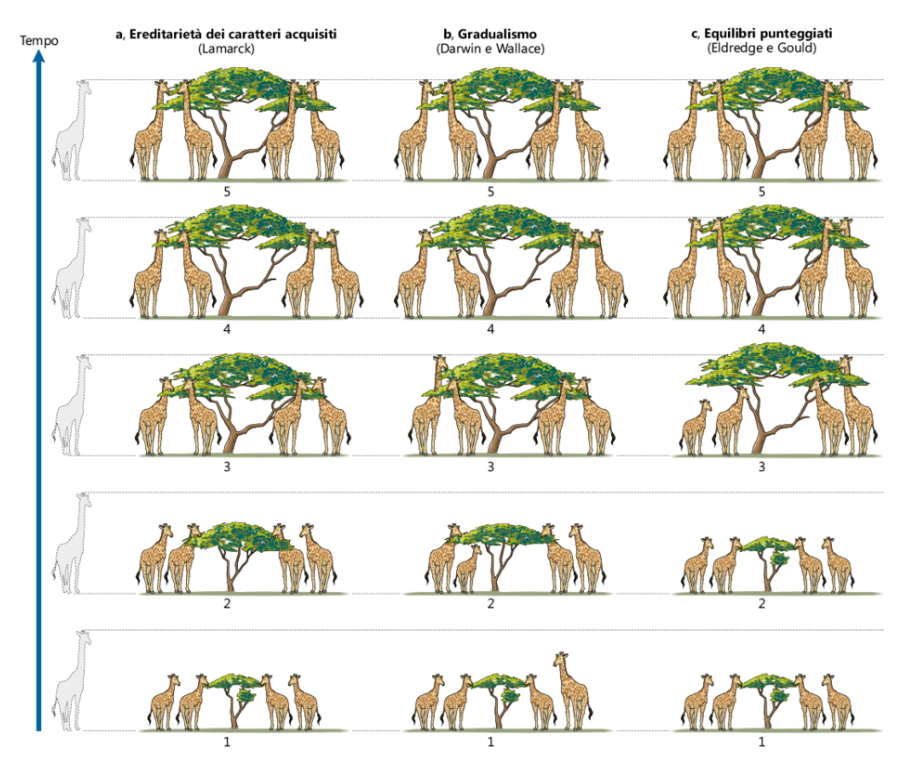 Tempo
a, Ereditarietà dei caratteri acquisiti
(Lamarck)
b, Gradualismo
(Darwin e Wallace)
c, Equilibri punteggiati
(Eldredge e Gould)
5
5
5
4
4
4
3
3
3
2
2
2
1
1
1